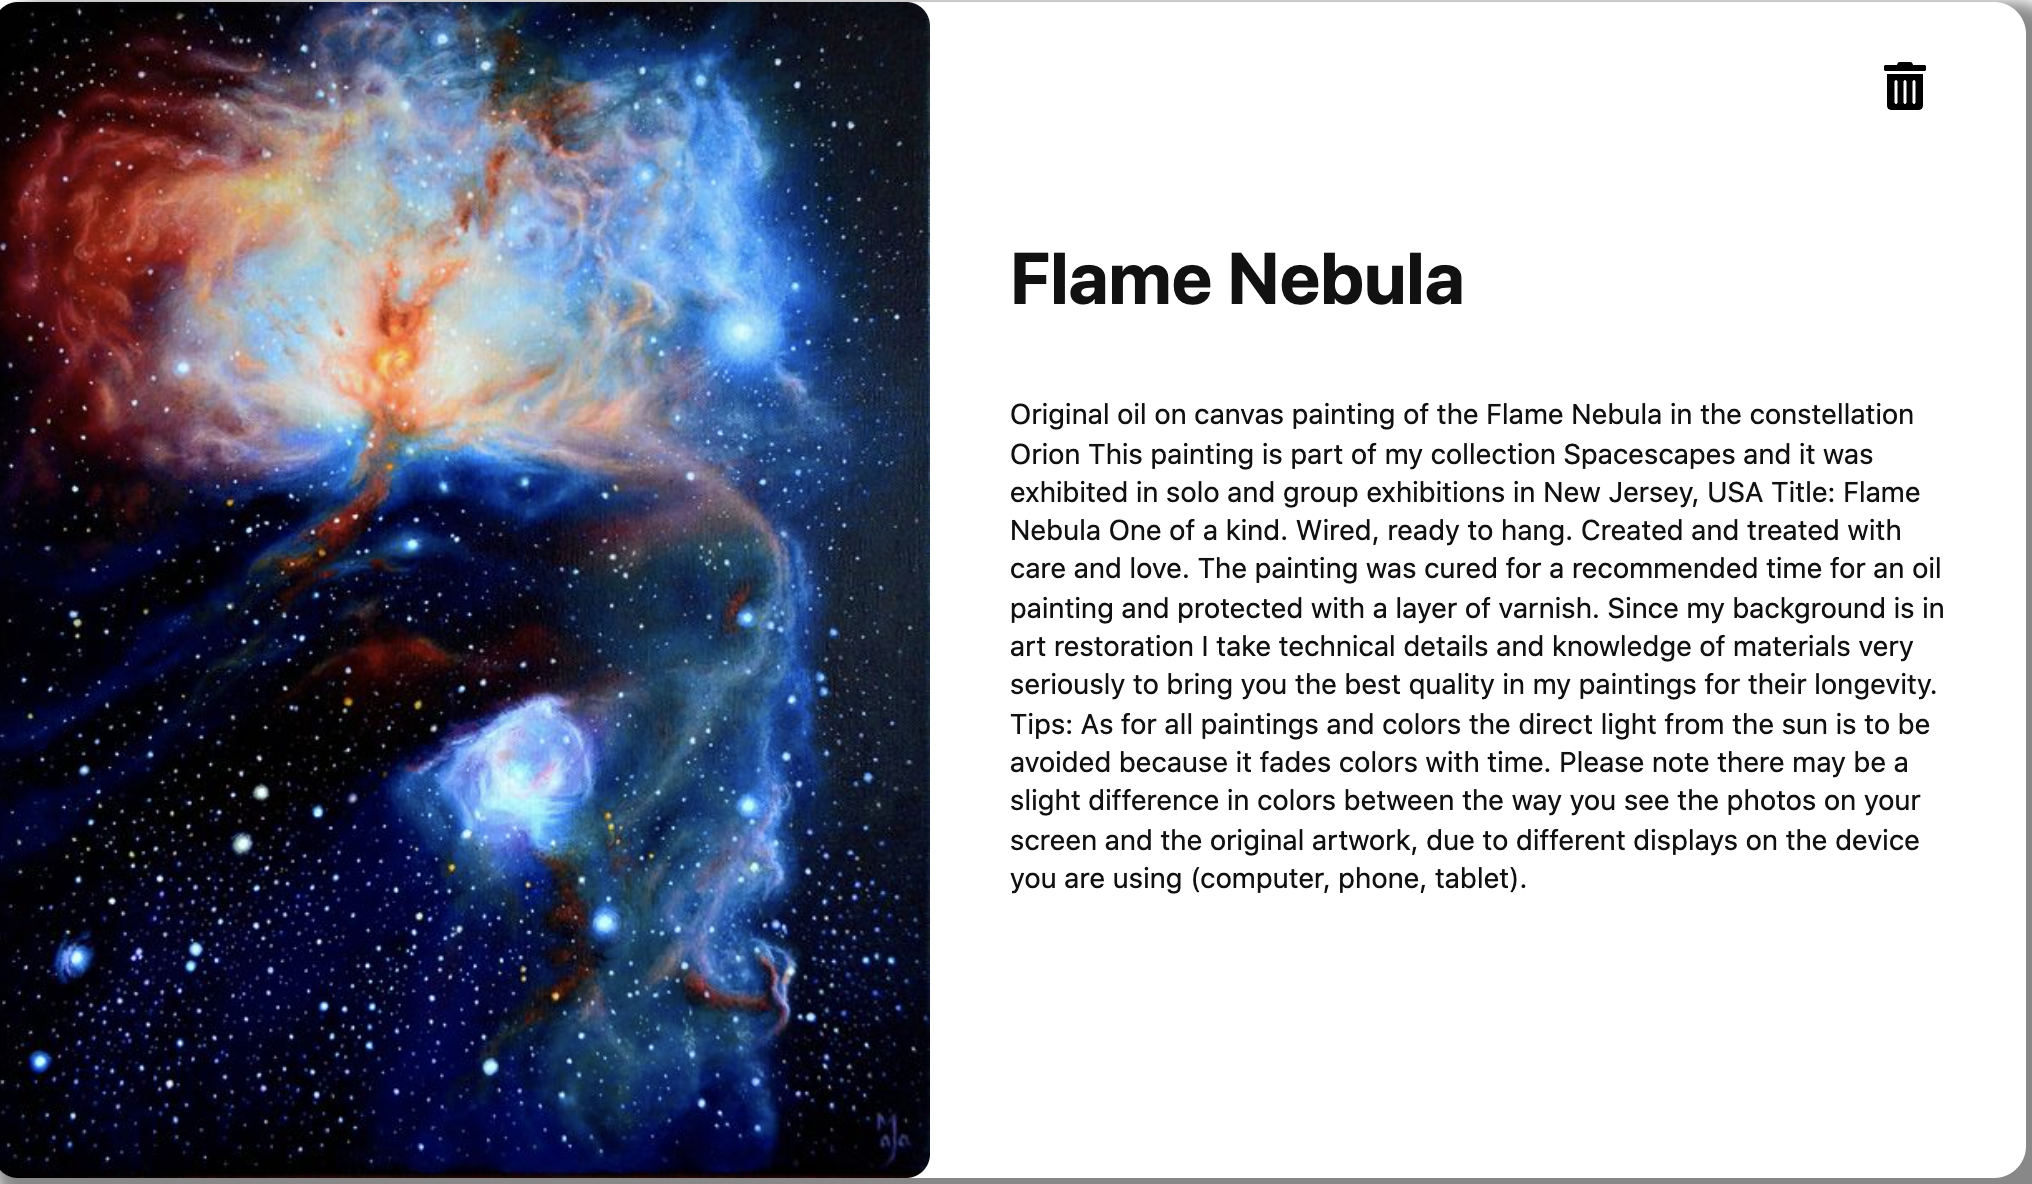 Flame Nebula
Original oil on canvas painting of the Flame Nebula in the constellation
Orion This painting is part of my collection Spacescapes and it was
exhibited in solo and group exhibitions in New Jersey, USA Title: Flame
Nebula One of a kind. Wired, ready to hang. Created and treated with
care and love. The painting was cured for a recommended time for an oil
painting and protected with a layer of varnish. Since my background is in
art restoration I take technical details and knowledge of materials very
seriously to bring you the best quality in my paintings for their longevity.
Tips: As for all paintings and colors the direct light from the sun is to be
avoided because it fades colors with time. Please note there may be a
slight difference in colors between the way you see the photos on your
screen and the original artwork, due to different displays on the device
you are using (computer, phone, tablet).
MaJa